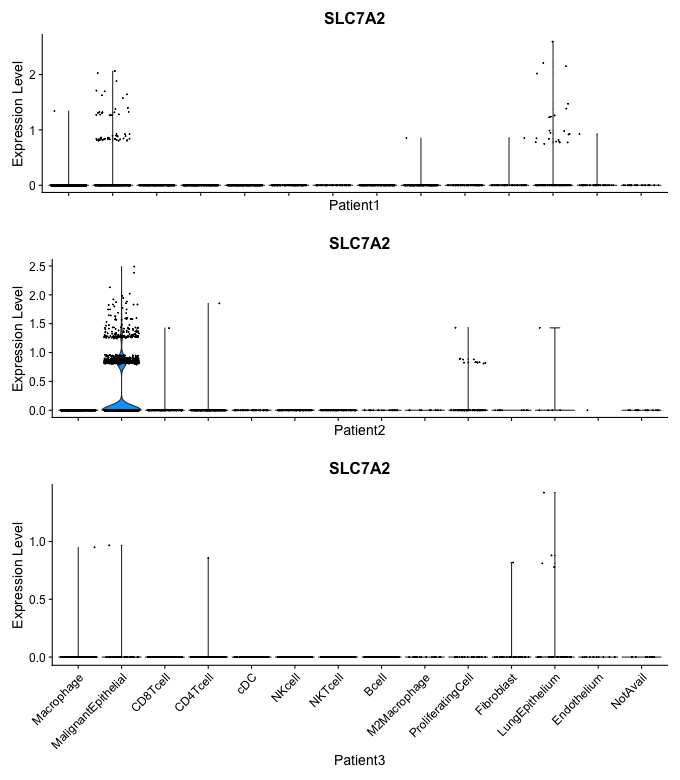 SLC7A2
Expression Level
2
1
0
Patient1
SLC7A2
Expression Level
2.5
2.0
1.5
1.0
0.5
0.0
Patient2
SLC7A2
Expression Level
1.0
0.5
0.0
Macrophage
MalignantEpithelial
CD8Tcell
CD4Tcell
cDC
NKcell
NKTcell
Bcell
M2Macrophage
ProliferatingCell
Fibroblast
LungEpithelium
Endothelium
NotAvail
Patient3